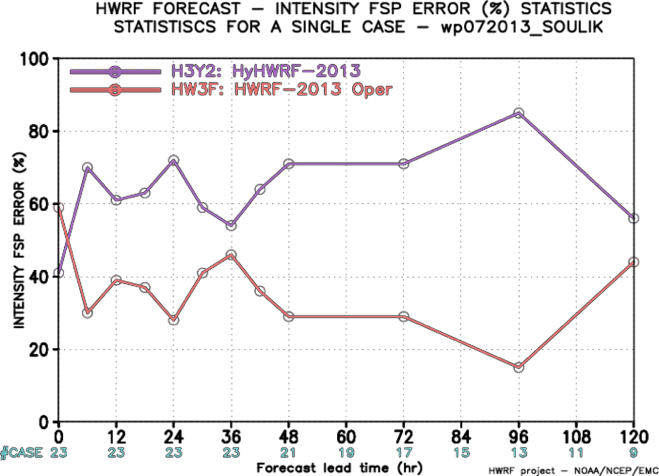 HWRF FORECAST – INTENSITY FSP ERROR (%) STATISTICS
STATISTISCS FOR A SINGLE CASE – wp072013_SOULIK
H3Y2: HyHWRF–2013
HW3F: HWRF–2013 Oper
INTENSITY FSP ERROR (%)
100
80
60
40
20
0
0 12 24 36 48 60 72 84 96 108 120
#CASE 23 23 23 23 21 19 17 15 13 11 9
Forecast lead time (hr)
HWRF project – NOAA/NCEP/EMC